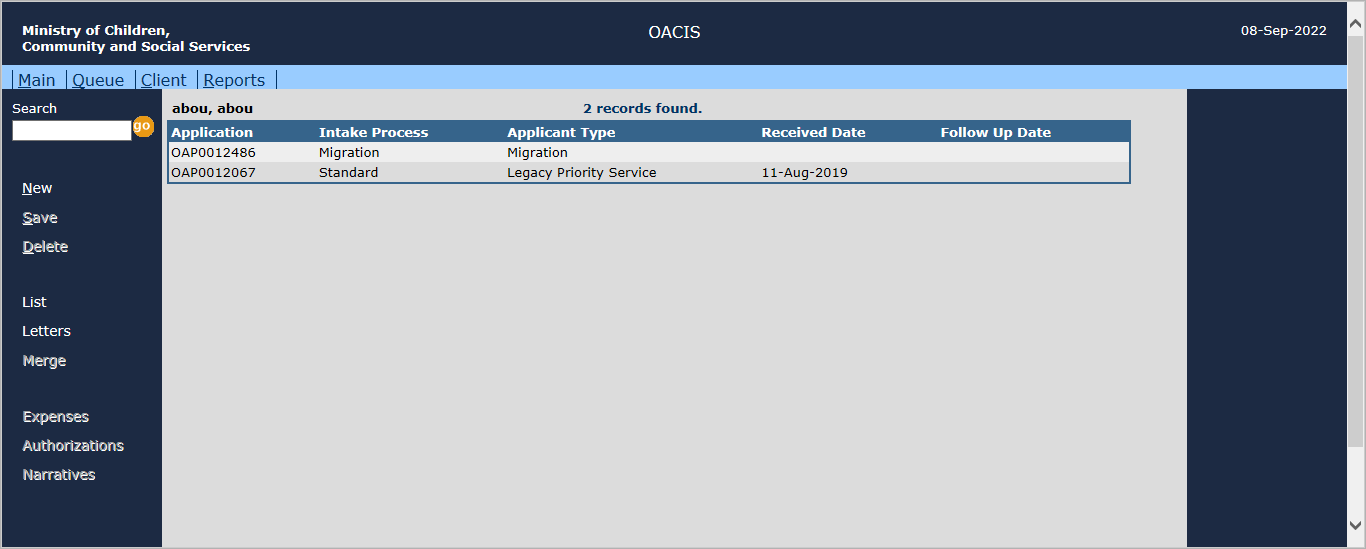 Ministry of Children,
Community and Social Services
OACIS
08-Sep-2022
Main Queue Client Reports
Search
go
New
Save
Delete
List
Letters
Merge
Expenses
Authorizations
Narratives
abou, abou 2 records found.
Application Intake Process Applicant Type Received Date Follow Up Date
OAP0012486 Migration Migration
OAP0012067 Standard Legacy Priority Service 11-Aug-2019